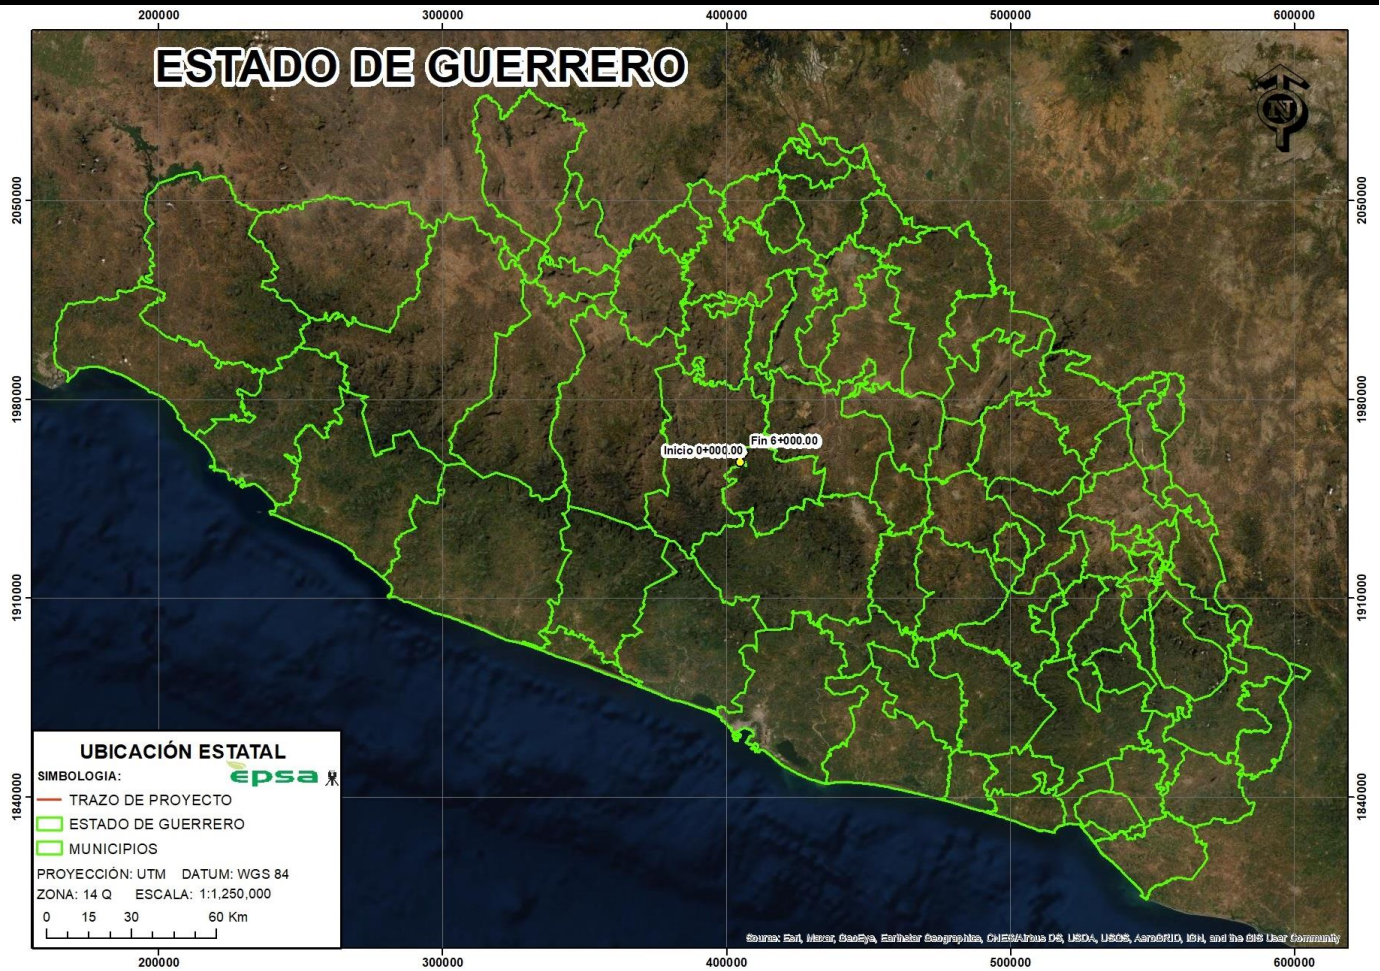 200000 300000 400000 500000 600000
ESTADO DE GUERRERO
N
2050000 2050000
1980000 1980000
Inicio 0+000.00 Fin 6+000.00
1910000 1910000
1840000 1840000
UBICACIÓN ESTATAL
SIMBOLOGIA:
epsa
TRAZO DE PROYECTO
ESTADO DE GUERRERO
MUNICIPIOS
PROYECCIÓN: UTM DATUM: WGS 84
ZONA: 14 Q ESCALA: 1:1,250,000
0 15 30 60 Km
Source: Esri, Maxar, GeoEye, Earthstar Geographics, CNES/Airbus DS, USDA, USGS, AeroGRID, IGN, and the GIS User Community
200000 300000 400000 500000 600000